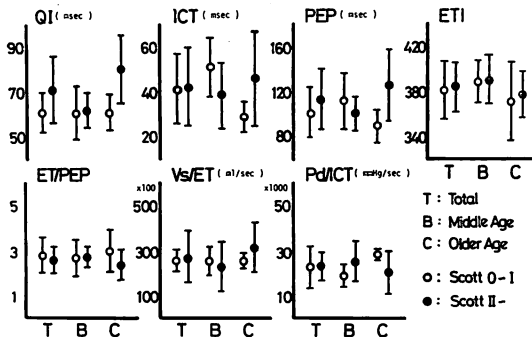 QI (msec)
90
70
50
ICT (msec)
60
40
20
PEP (msec)
160
120
80
ETI
420
380
340
T B C
ET/PEP
5
3
1
T B C
Vs/ET (ml/sec)
x100
500
300
100
T B C
Pd/ICT (mmHg/sec)
x1000
50
30
10
T B C
T : Total
B : Middle Age
C : Older Age
○ : Scott 0-I
● : Scott II-